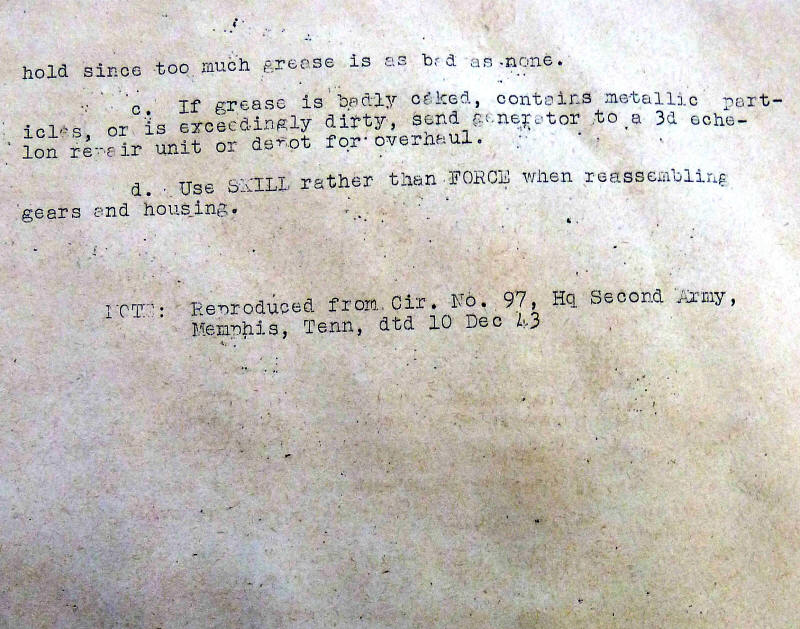 hold since too much grease is as bad as none.
c. If grease is badly caked, contains metallic part-
icles, or is exceedingly dirty, send generator to a 3d eche-
lon repair unit or depot for overhaul.
d. Use SKILL rather than FORCE when reassembling
gears and housing.
NOTE: Reproduced from Cir. No. 97, Hq Second Army,
Memphis, Tenn, dtd 10 Dec 43